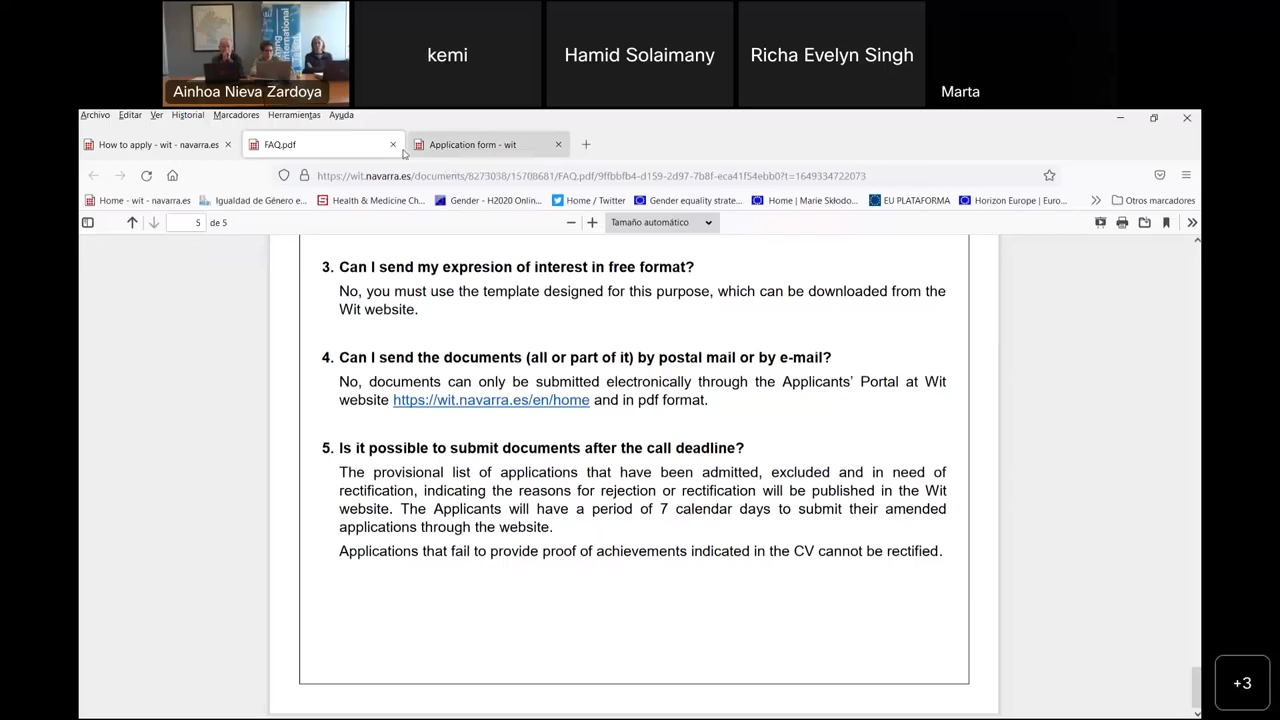 ning
international
Talent
Ainhoa Nieva Zardoya
kemi
Hamid Solaimany
Richa Evelyn Singh
Marta
Archivo Editar Ver Historial Marcadores Herramientas Ayuda
How to apply - wit - navarra.es
FAQ.pdf
Application form - wit
https://wit.navarra.es/documents/8273038/15708681/FAQ.pdf/9ffbbfb4-d159-2d97-7b8f-eca41f54ebb0?t=1649334722073
Home - wit - navarra.es
Igualdad de Género e...
Health & Medicine Ch...
Gender - H2020 Onlin...
Home / Twitter
Gender equality strate...
Home | Marie Skłodo...
EU PLATAFORMA
Horizon Europe | Euro...
Otros marcadores
5 de 5
Tamaño automático
3. Can I send my expresion of interest in free format?
No, you must use the template designed for this purpose, which can be downloaded from the
Wit website.
4. Can I send the documents (all or part of it) by postal mail or by e-mail?
No, documents can only be submitted electronically through the Applicants' Portal at Wit
website https://wit.navarra.es/en/home and in pdf format.
5. Is it possible to submit documents after the call deadline?
The provisional list of applications that have been admitted, excluded and in need of
rectification, indicating the reasons for rejection or rectification will be published in the Wit
website. The Applicants will have a period of 7 calendar days to submit their amended
applications through the website.
Applications that fail to provide proof of achievements indicated in the CV cannot be rectified.
+3